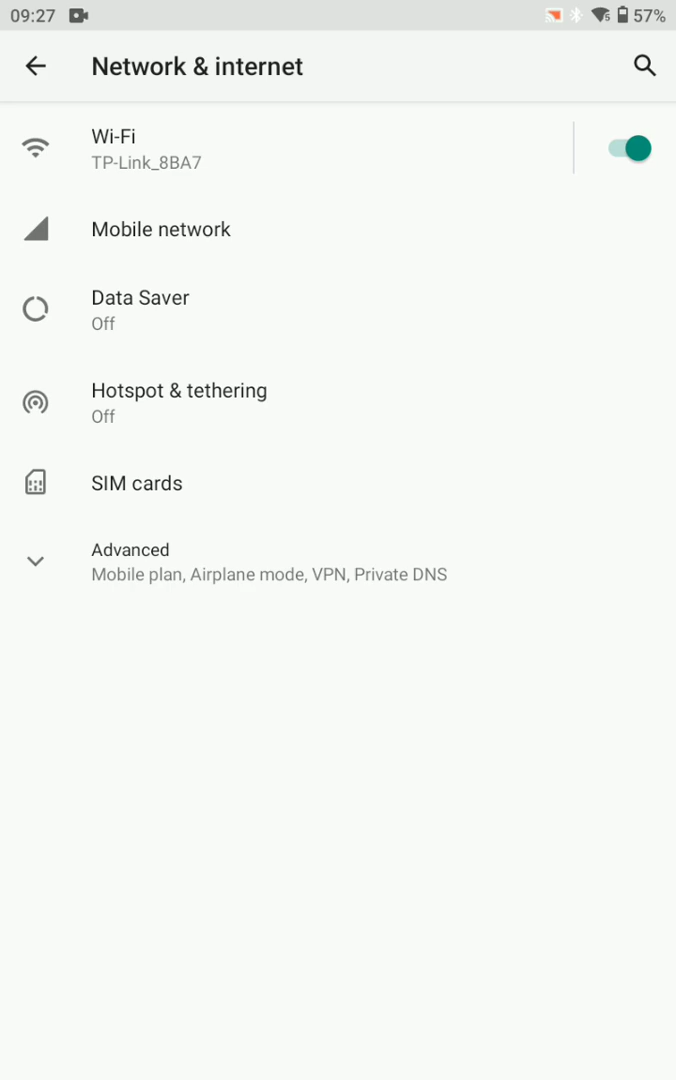 09:27 57%
Network & internet
Wi-Fi
TP-Link_8BA7
Mobile network
Data Saver
Off
Hotspot & tethering
Off
SIM cards
Advanced
Mobile plan, Airplane mode, VPN, Private DNS